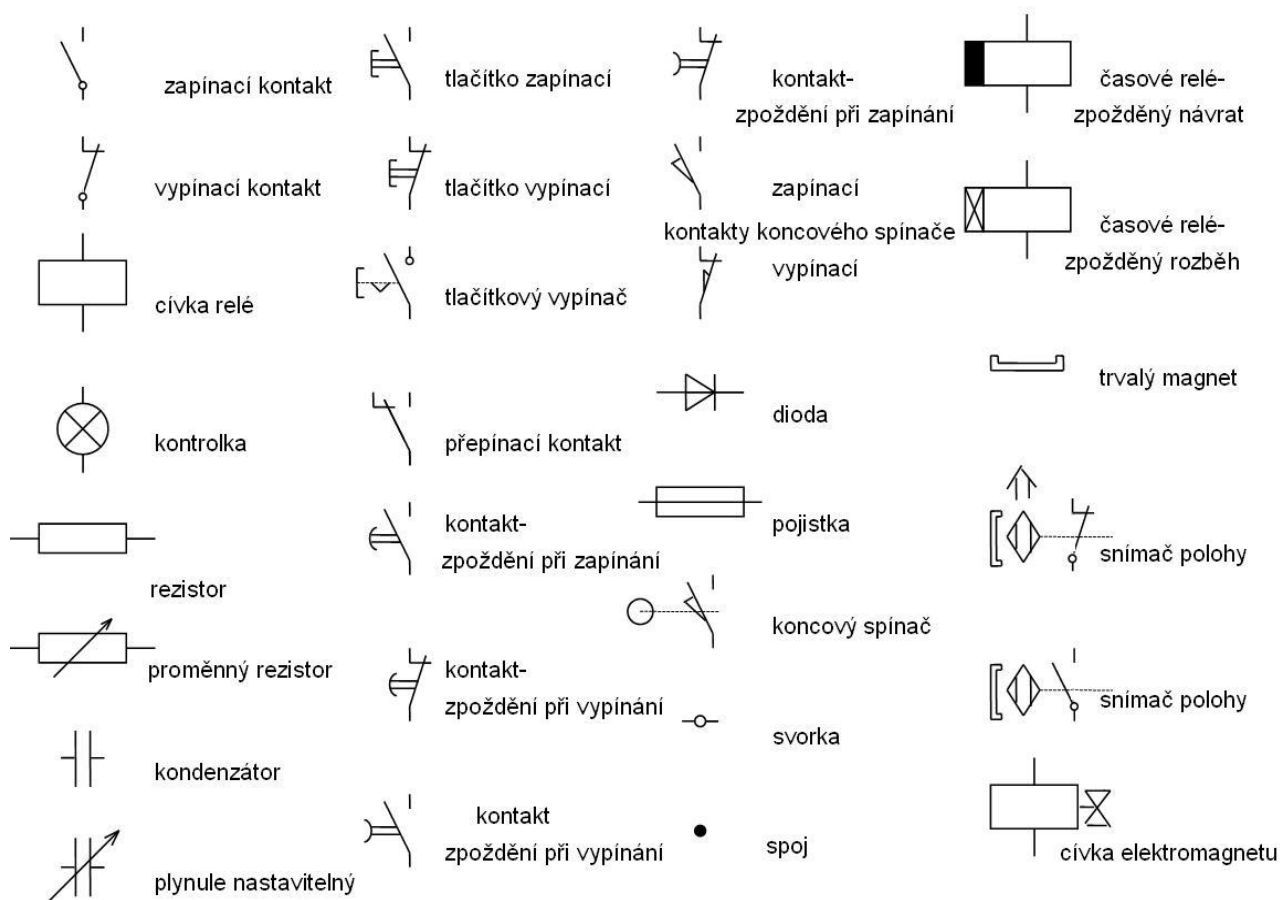 zapínací kontakt
vypínací kontakt
cívka relé
kontrolka
rezistor
proměnný rezistor
kondenzátor
plynule nastavitelný
tlačítko zapínací
tlačítko vypínací
tlačítkový vypínač
přepínací kontakt
kontakt-
zpoždění při zapínání
kontakt-
zpoždění při vypínání
kontakt
zpoždění při vypínání
kontakt-
zpoždění při zapínání
zapínací
kontakty koncového spínače
vypínací
dioda
pojistka
koncový spínač
svorka
spoj
časové relé-
zpožděný návrat
časové relé-
zpožděný rozběh
trvalý magnet
snímač polohy
snímač polohy
cívka elektromagnetu